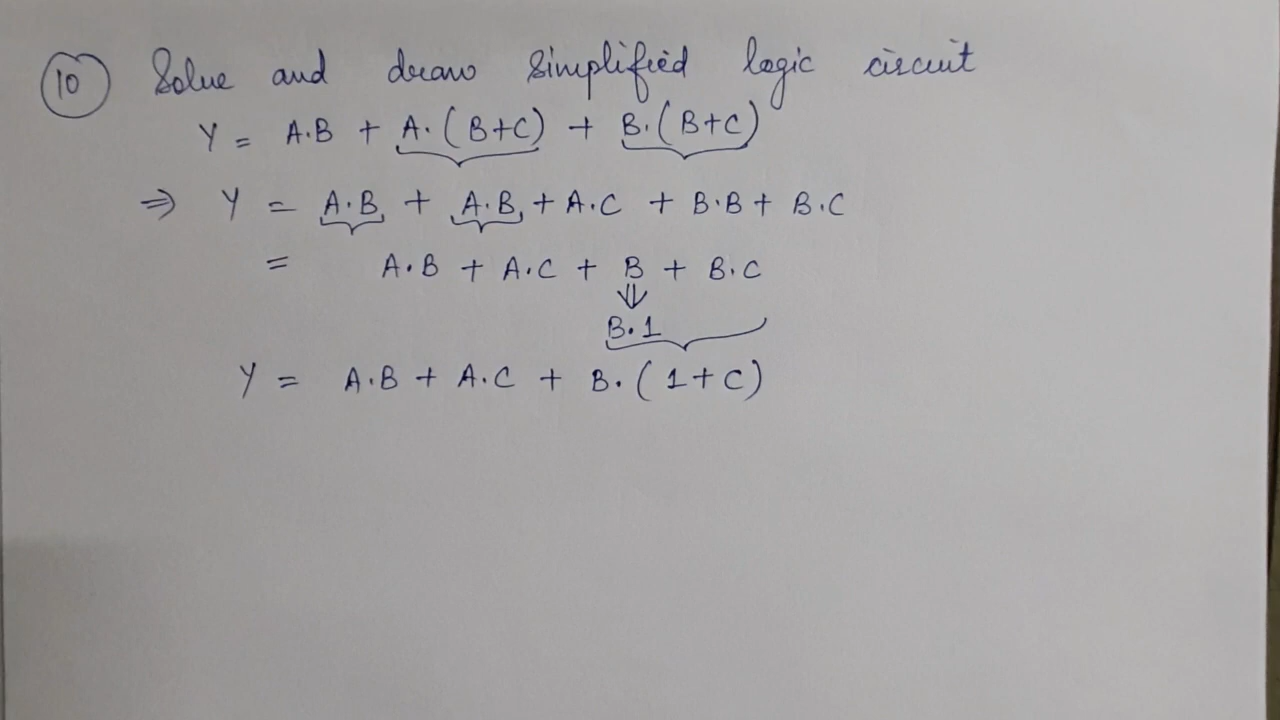 10 Solve and draw simplified logic circuit
Y = A.B + A.(B+C) + B.(B+C)
⇒ Y = A.B + A.B + A.C + B.B + B.C
= A.B + A.C + B + B.C
⇓
B.1
Y = A.B + A.C + B.(1+C)